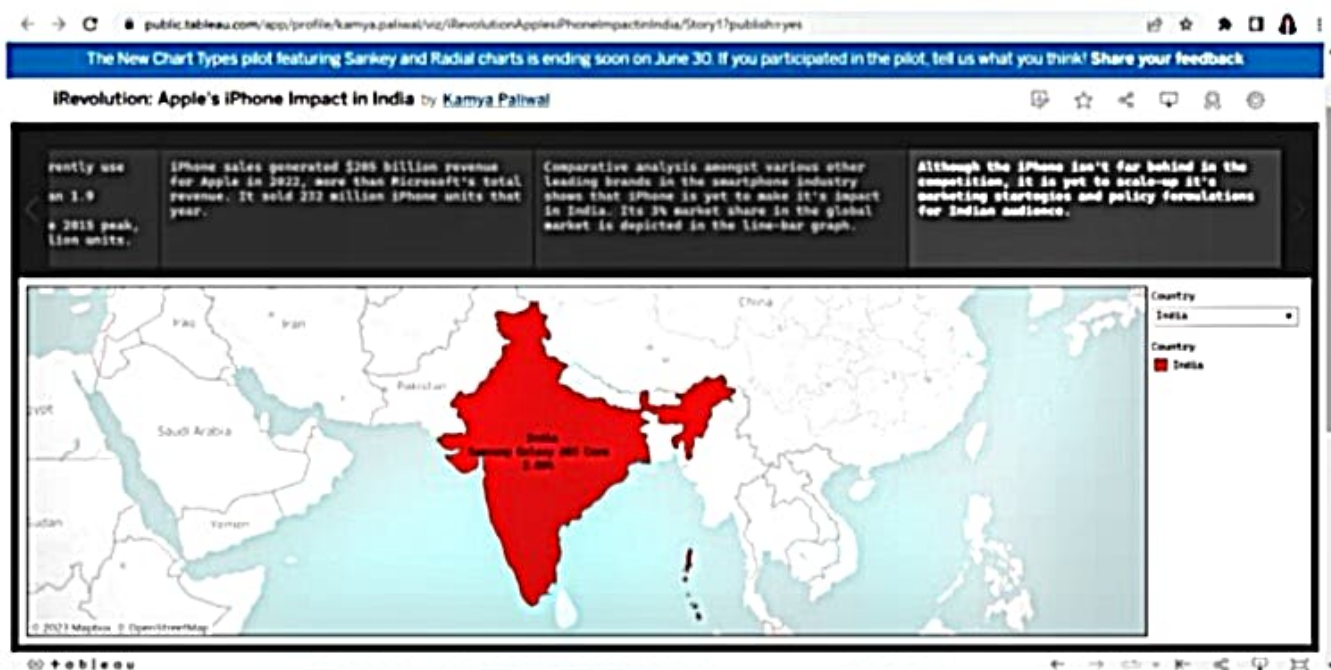 public.tableau.com/app/profile/kamya.paliwal/viz/iRevolutionApplesiPhoneImpactinIndia/Story1?publish=yes
The New Chart Types pilot featuring Sankey and Radial charts is ending soon on June 30. If you participated in the pilot, tell us what you think! Share your feedback
iRevolution: Apple's iPhone Impact in India by Kamya Paliwal
rently use
an 1.9
e 2015 peak,
lion units.
iPhone sales generated $205 billion revenue
for Apple in 2022, more than Microsoft's total
revenue. It sold 232 million iPhone units that
year.
Comparative analysis amongst various other
leading brands in the smartphone industry
shows that iPhone is yet to make it's impact
in India. Its 3% market share in the global
market is depicted in the line-bar graph.
Although the iPhone isn't far behind in the
competition, it is yet to scale-up it's
marketing startegies and policy formulations
for Indian audience.
Country
India
Country
India
China
Iraq
Iran
Pakistan
Saudi Arabia
Yemen
Sudan
India
Samsung Galaxy Core
© 2023 Mapbox © OpenStreetMap
+ableau